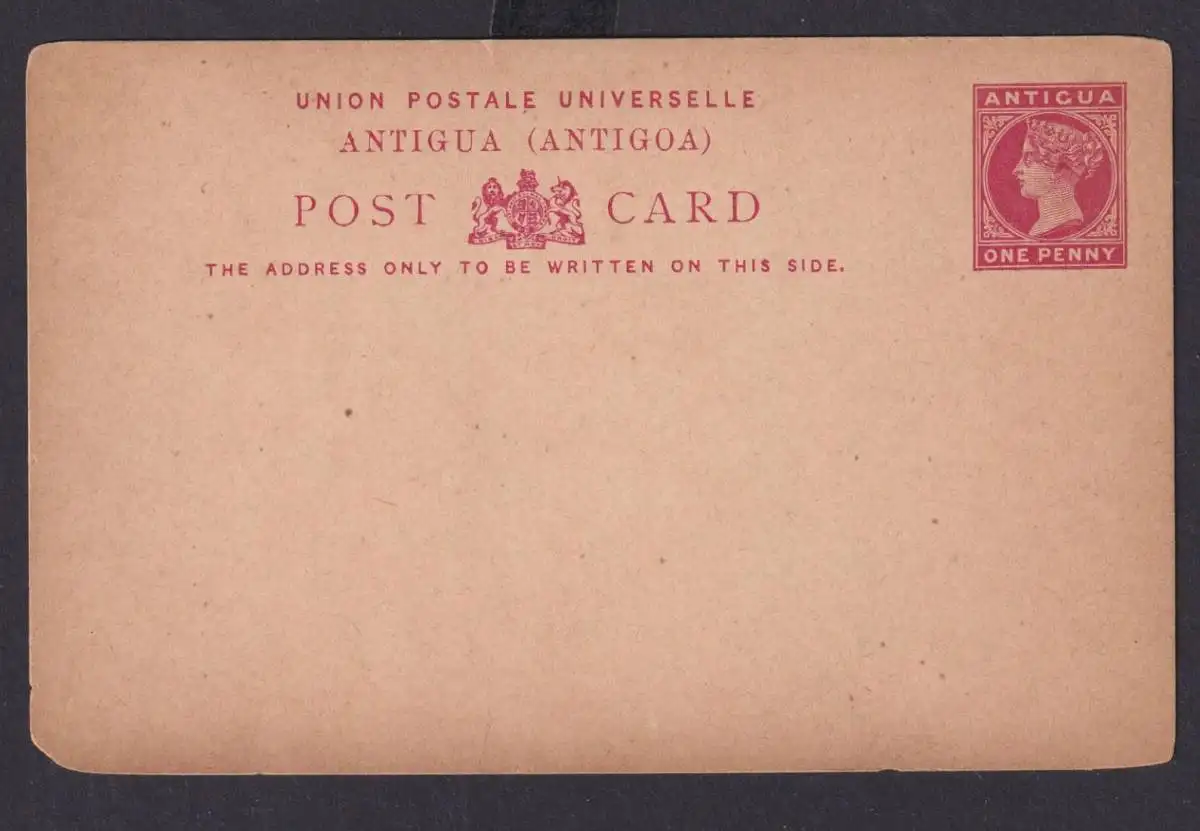 UNION POSTALE UNIVERSELLE
ANTIGUA (ANTIGOA)
POST CARD
THE ADDRESS ONLY TO BE WRITTEN ON THIS SIDE.
ANTIGUA
ONE PENNY